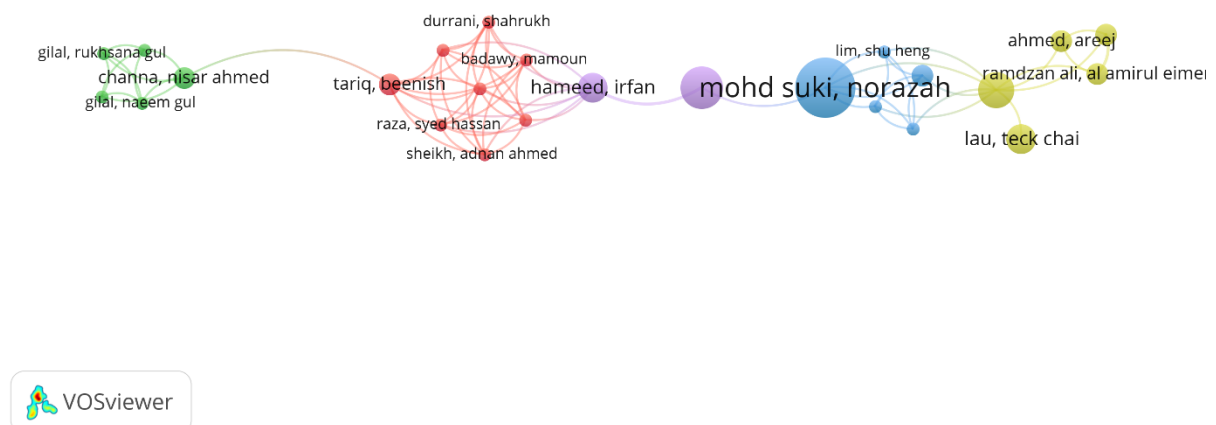 durrani, shahrukh
gilal, rukhsana gul
lim, shu heng
ahmed, areej
badawy, mamoun
channa, nisar ahmed
ramdzan ali, al amirul eimer
tariq, beenish
hameed, irfan
mohd suki, norazah
gilal, naeem gul
raza, syed hassan
lau, teck chai
sheikh, adnan ahmed
VOSviewer